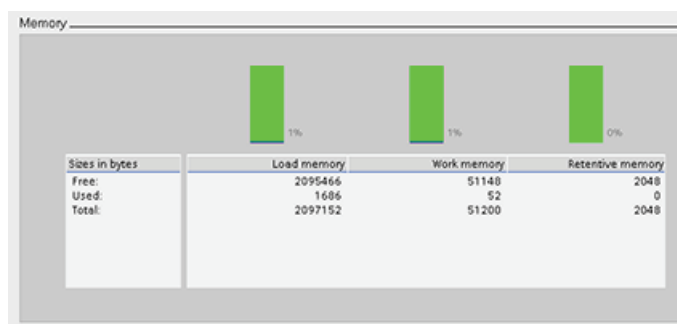 Memory
1% 1% 0%
Sizes in bytes Load memory Work memory Retentive memory
Free: 2095466 51148 2048
Used: 1686 52 0
Total: 2097152 51200 2048